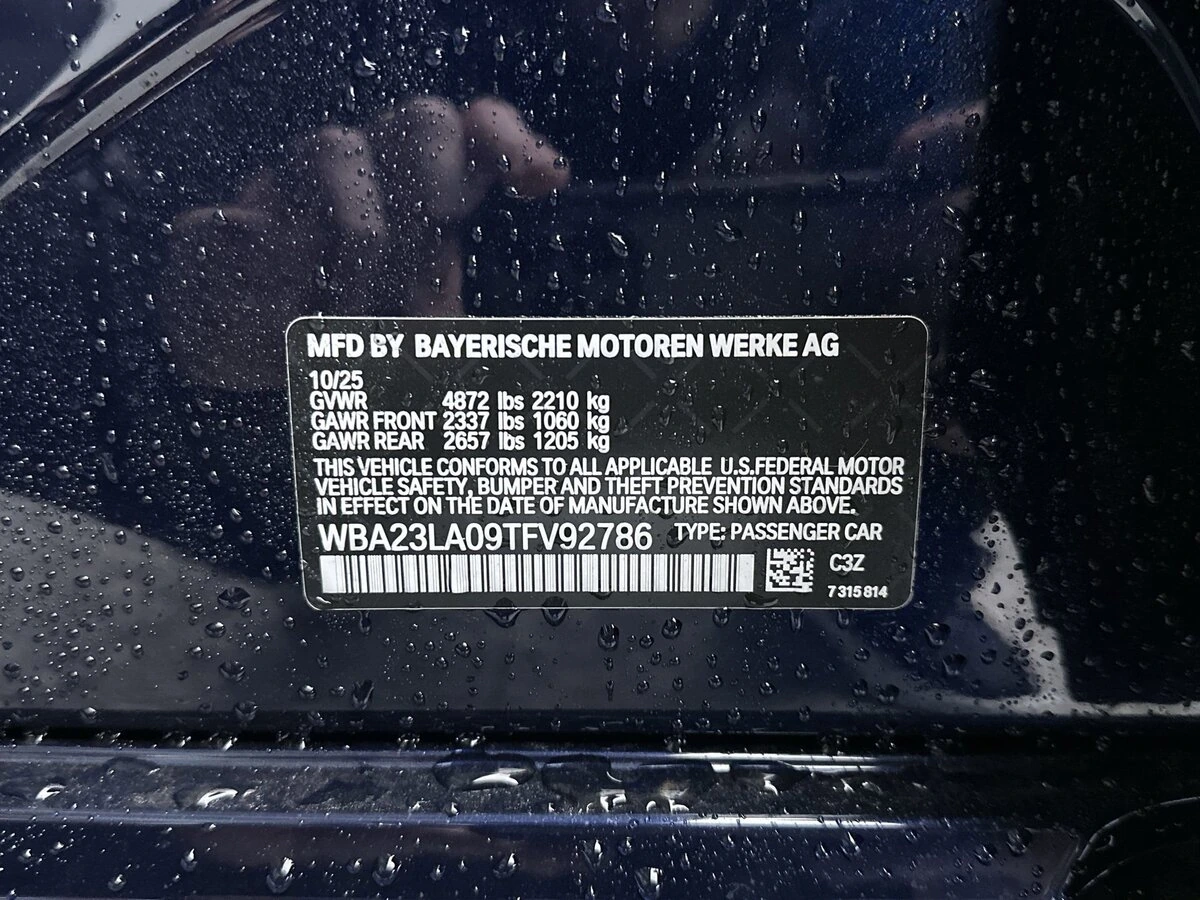 MFD BY BAYERISCHE MOTOREN WERKE AG
10/25
GVWR 4872 lbs 2210 kg
GAWR FRONT 2337 lbs 1060 kg
GAWR REAR 2657 lbs 1205 kg
THIS VEHICLE CONFORMS TO ALL APPLICABLE U.S.FEDERAL MOTOR
VEHICLE SAFETY, BUMPER AND THEFT PREVENTION STANDARDS
IN EFFECT ON THE DATE OF MANUFACTURE SHOWN ABOVE.
WBA23LA09TFV92786 TYPE: PASSENGER CAR
C3Z
7 315 814